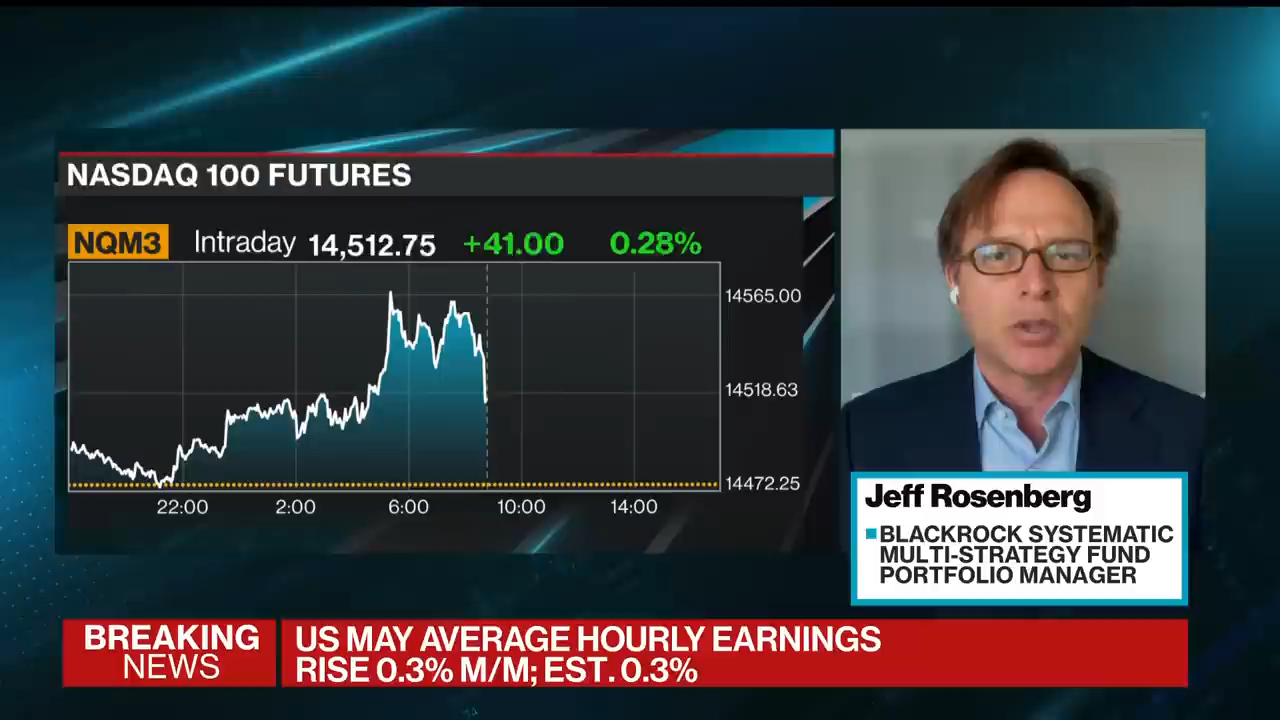 NASDAQ 100 FUTURES
NQM3 Intraday 14,512.75 +41.00 0.28%
14565.00
14518.63
14472.25
22:00 2:00 6:00 10:00 14:00
Jeff Rosenberg
BLACKROCK SYSTEMATIC
MULTI-STRATEGY FUND
PORTFOLIO MANAGER
BREAKING
NEWS
US MAY AVERAGE HOURLY EARNINGS
RISE 0.3% M/M; EST. 0.3%